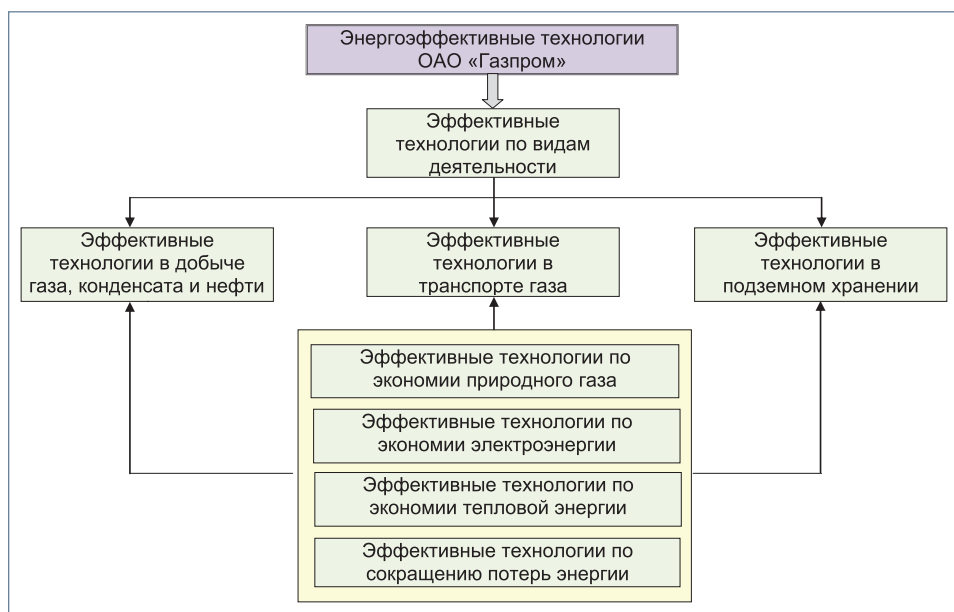 Энергоэффективные технологии
ОАО «Газпром»
Эффективные
технологии по видам
деятельности
Эффективные
технологии в добыче
газа, конденсата и нефти
Эффективные
технологии в
транспорте газа
Эффективные
технологии в
подземном хранении
Эффективные технологии по
экономии природного газа
Эффективные технологии по
экономии электроэнергии
Эффективные технологии по
экономии тепловой энергии
Эффективные технологии по
сокращению потерь энергии